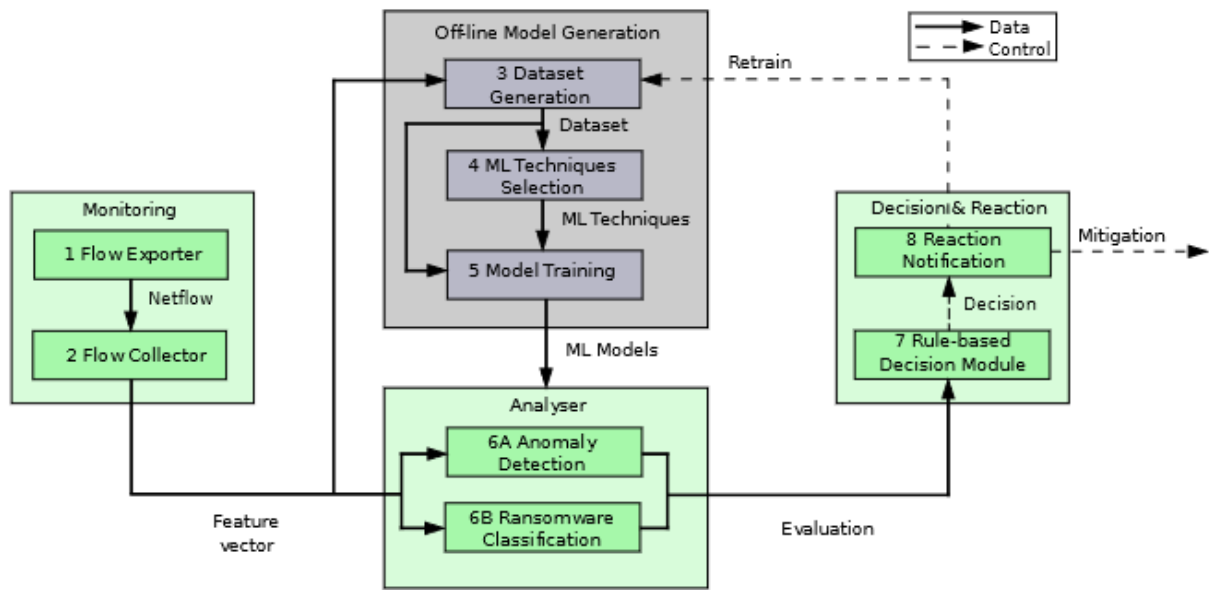 Off-line Model Generation
3 Dataset
Generation
Dataset
4 ML Techniques
Selection
ML Techniques
5 Model Training
ML Models
Retrain
Data
Control
Monitoring
1 Flow Exporter
Netflow
2 Flow Collector
Feature
vector
Analyser
6A Anomaly
Detection
6B Ransomware
Classification
Evaluation
Decision & Reaction
8 Reaction
Notification
Mitigation
Decision
7 Rule-based
Decision Module